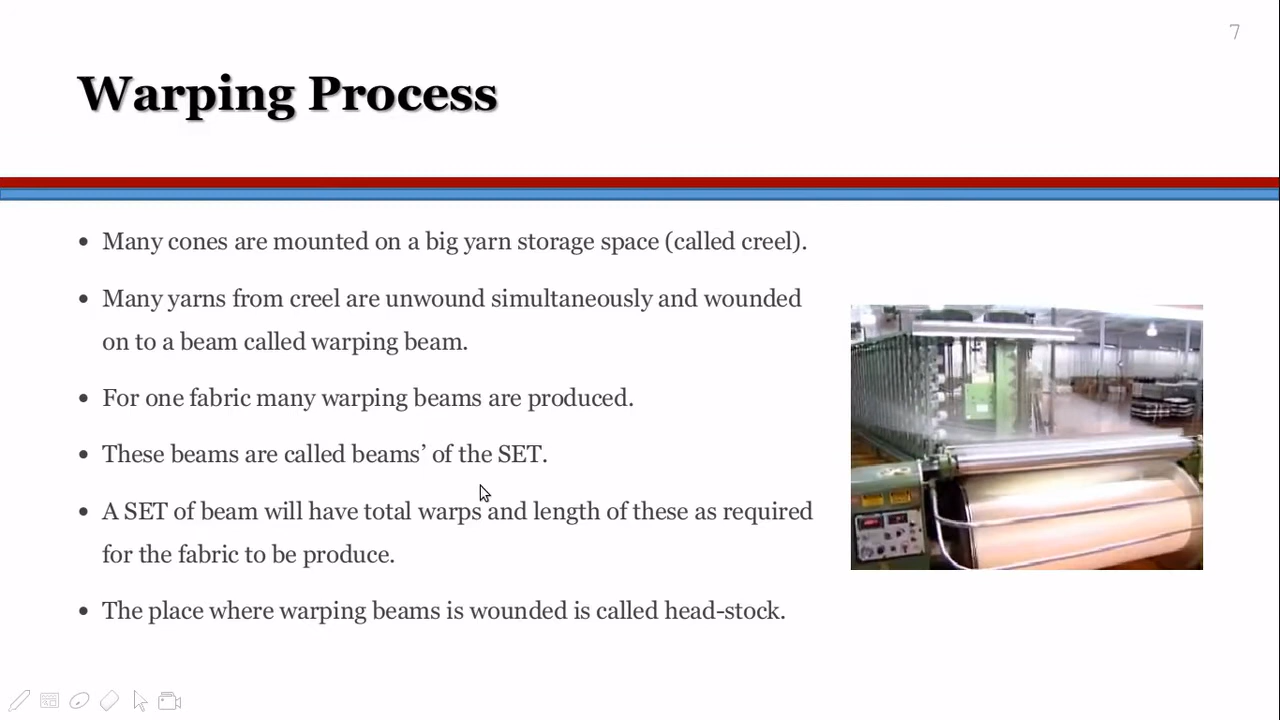 7
Warping Process
• Many cones are mounted on a big yarn storage space (called creel).
• Many yarns from creel are unwound simultaneously and wounded
on to a beam called warping beam.
• For one fabric many warping beams are produced.
• These beams are called beams’ of the SET.
• A SET of beam will have total warps and length of these as required
for the fabric to be produce.
• The place where warping beams is wounded is called head-stock.